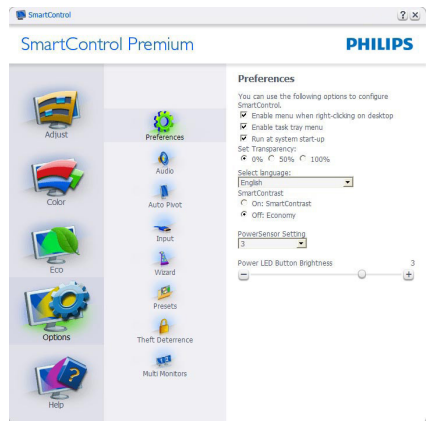 SmartControl
SmartControl Premium
PHILIPS
Adjust
Color
Eco
Options
Help
Preferences
Audio
Auto Pivot
Input
Wizard
Presets
Theft Deterrence
Multi Monitors
Preferences
You can use the following options to configure
SmartControl.
Enable menu when right-clicking on desktop
Enable task tray menu
Run at system start-up
Set Transparency:
0% 50% 100%
Select language:
English
SmartContrast
On: SmartContrast
Off: Economy
PowerSensor Setting
3
Power LED Button Brightness 3